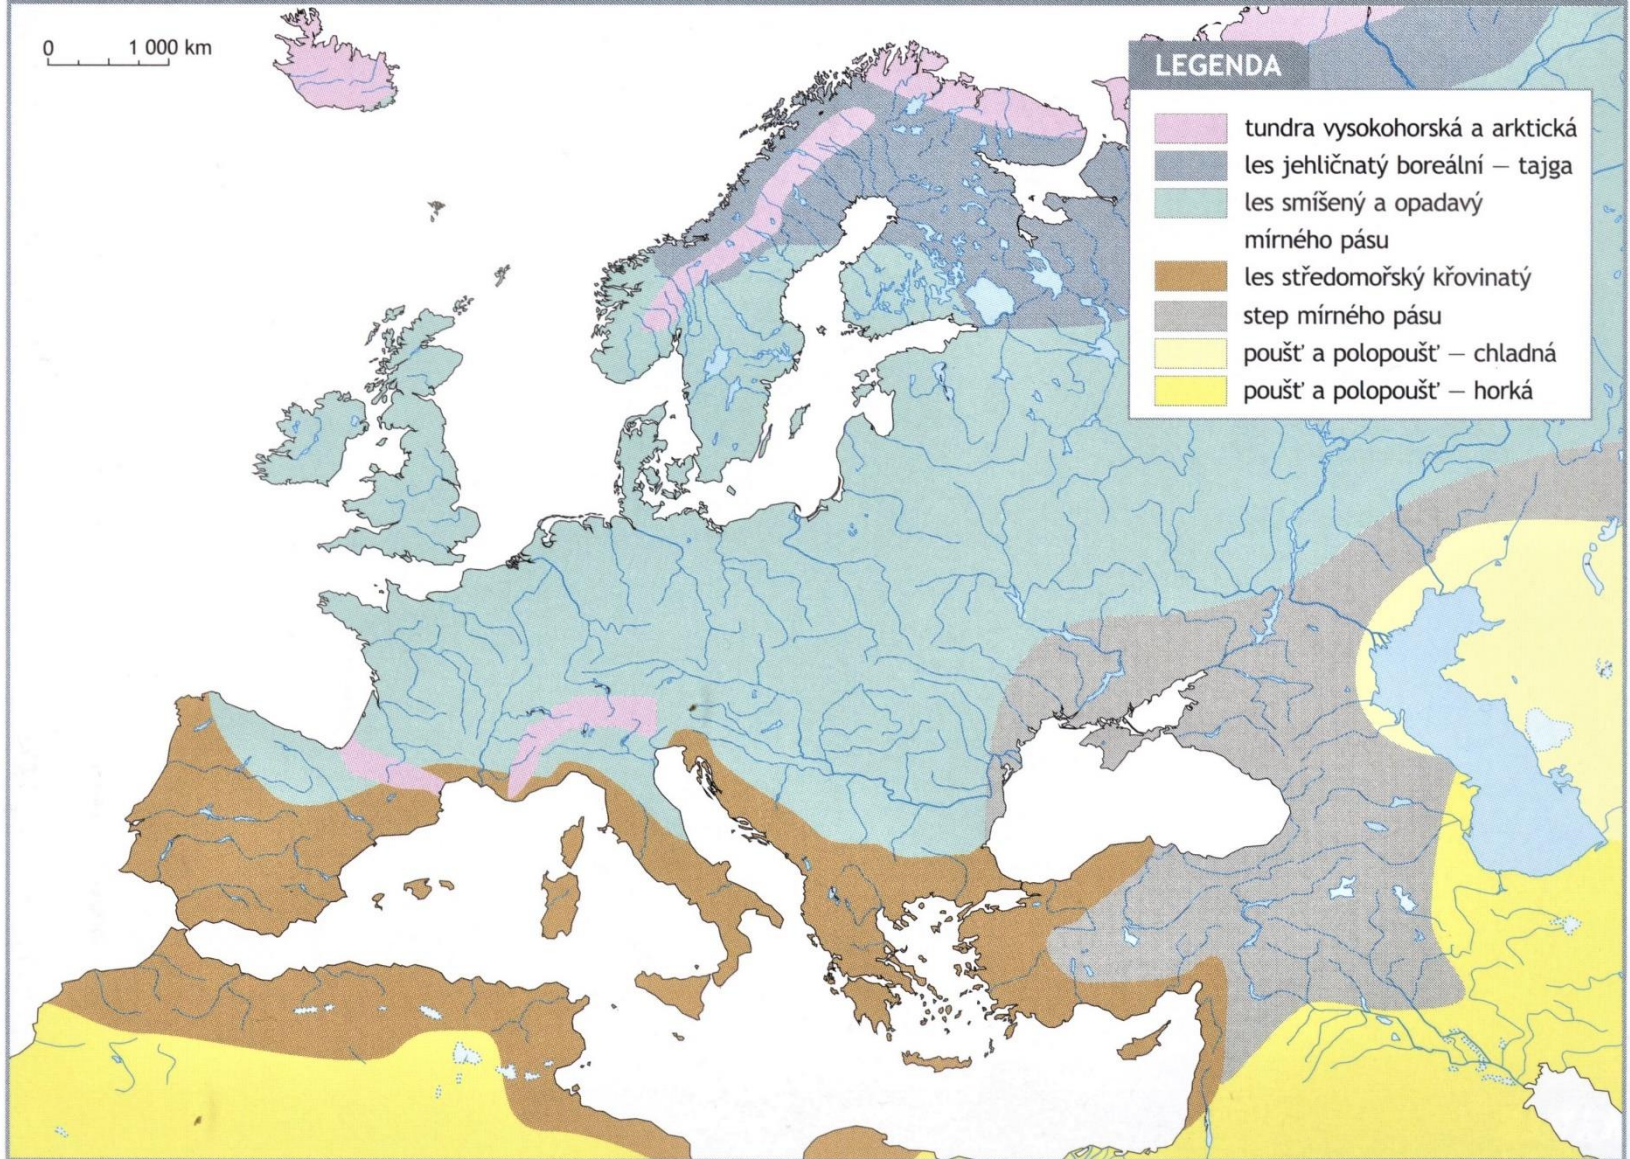 0 1 000 km
LEGENDA
tundra vysokohorská a arktická
les jehličnatý boreální – tajga
les smíšený a opadavý
mírného pásu
les středomořský křovinatý
step mírného pásu
poušť a polopoušť – chladná
poušť a polopoušť – horká